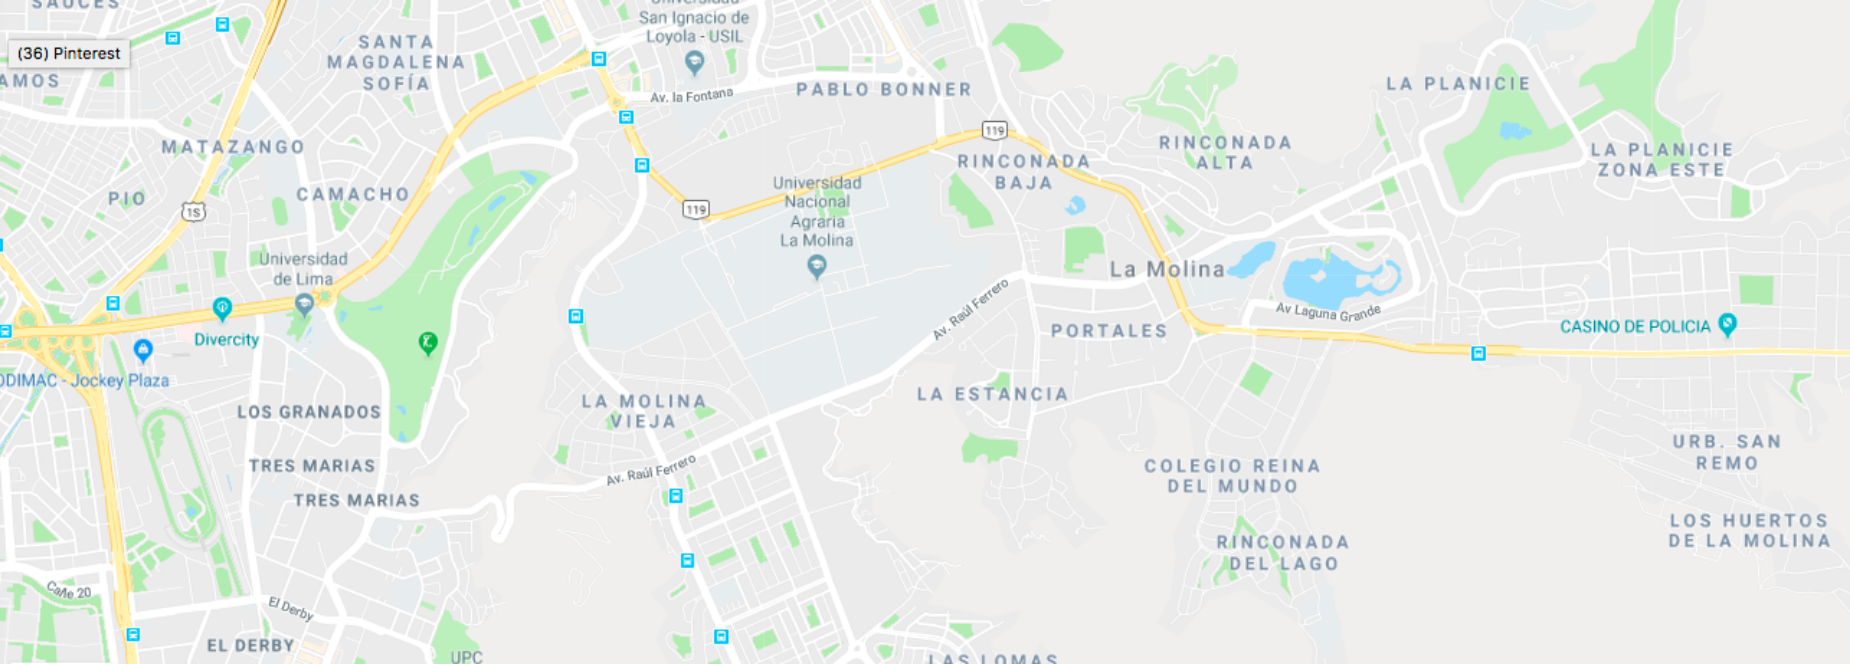 SAUCES
(36) Pinterest
AMOS
SANTA
MAGDALENA
SOFÍA
Universidad
San Ignacio de
Loyola - USIL
Av. la Fontana
PABLO BONNER
LA PLANICIE
MATAZANGO
119
RINCONADA
ALTA
LA PLANICIE
ZONA ESTE
RINCONADA
BAJA
PIO
CAMACHO
1S
119
Universidad
Nacional
Agraria
La Molina
Universidad
de Lima
La Molina
Av. Raúl Ferrero
Av Laguna Grande
PORTALES
CASINO DE POLICIA
Divercity
ODIMAC - Jockey Plaza
LA ESTANCIA
LA MOLINA
VIEJA
LOS GRANADOS
URB. SAN
REMO
TRES MARIAS
Av. Raúl Ferrero
COLEGIO REINA
DEL MUNDO
TRES MARIAS
LOS HUERTOS
DE LA MOLINA
RINCONADA
DEL LAGO
Calle 20
El Derby
EL DERBY
UPC
LAS LOMAS